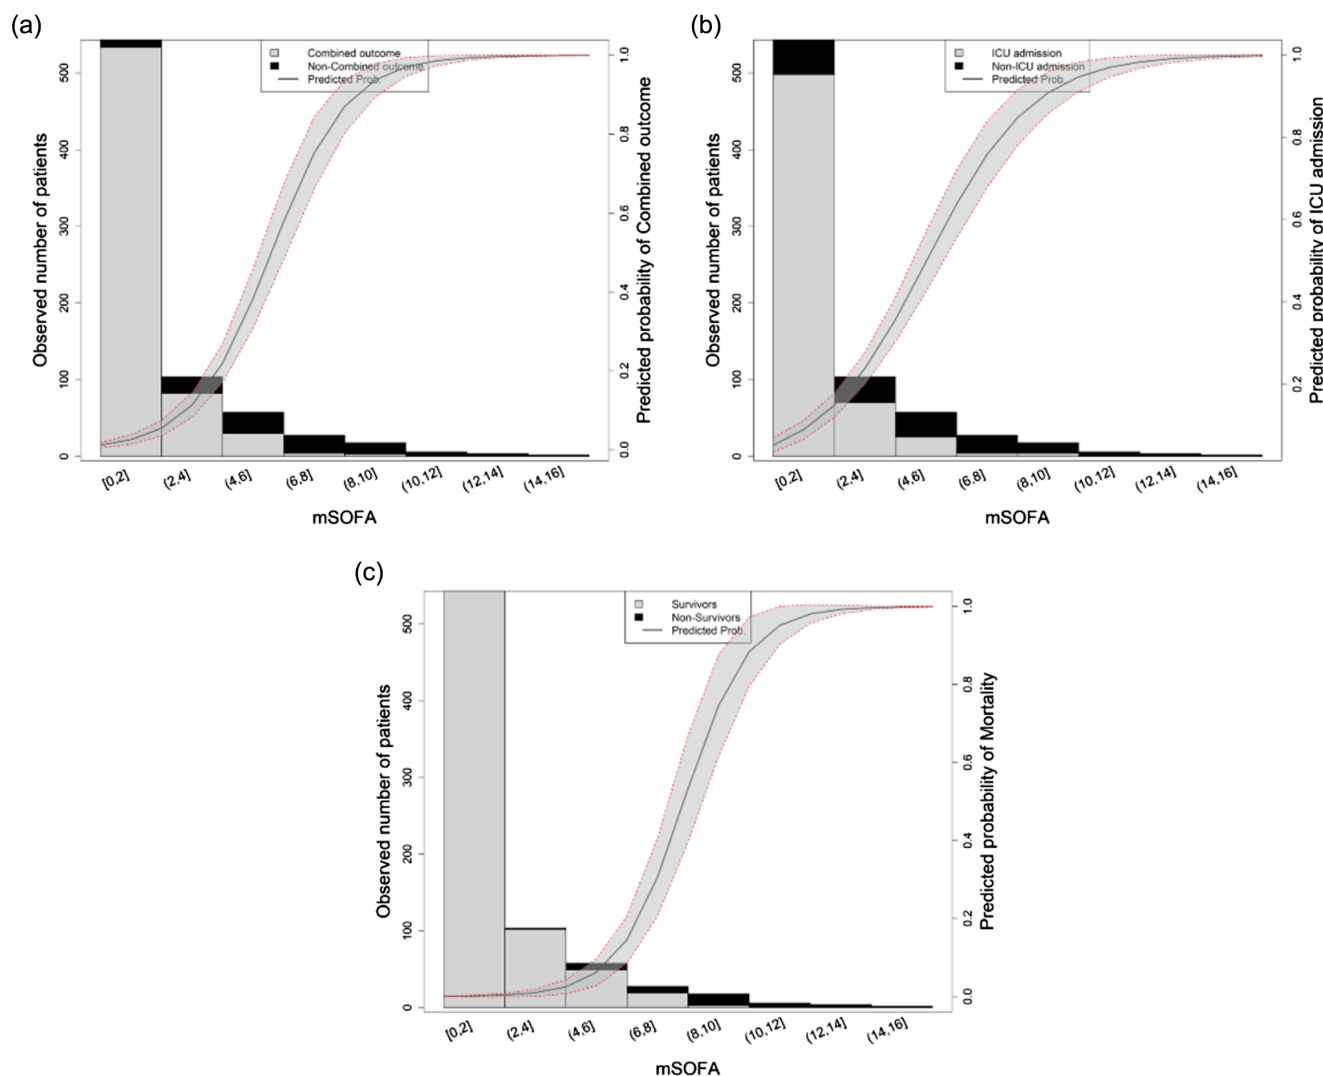 (a)
Combined outcome
Non-Combined outcome
Predicted Prob.
Observed number of patients
0
100
200
300
400
500
Predicted probability of Combined outcome
0.0
0.2
0.4
0.6
0.8
1.0
[0,2]
(2,4]
(4,6]
(6,8]
(8,10]
(10,12]
(12,14]
(14,16]
mSOFA
(b)
ICU admission
Non-ICU admission
Predicted Prob.
Observed number of patients
0
100
200
300
400
500
Predicted probability of ICU admission
0.2
0.4
0.6
0.8
1.0
[0,2]
(2,4]
(4,6]
(6,8]
(8,10]
(10,12]
(12,14]
(14,16]
mSOFA
(c)
Survivors
Non-Survivors
Predicted Prob.
Observed number of patients
0
100
200
300
400
500
Predicted probability of Mortality
0.0
0.2
0.4
0.6
0.8
1.0
[0,2]
(2,4]
(4,6]
(6,8]
(8,10]
(10,12]
(12,14]
(14,16]
mSOFA